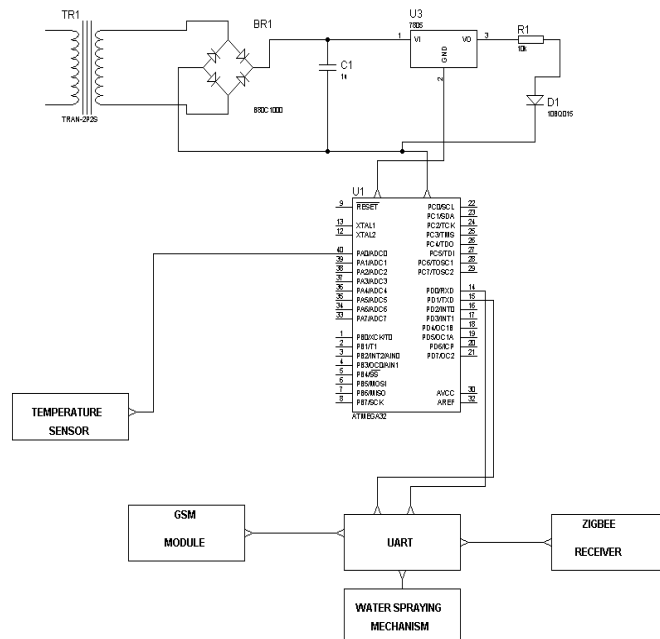 TR1
TRAN-2P2S
BR1
B80C1000
C1
1u
U3
7805
VI
VO
GND
1
3
2
R1
10k
D1
10BQ015
U1
9 RESET
13 XTAL1
12 XTAL2
40 PA0/ADC0
39 PA1/ADC1
38 PA2/ADC2
37 PA3/ADC3
36 PA4/ADC4
35 PA5/ADC5
34 PA6/ADC6
33 PA7/ADC7
1 PB0/XCK/T0
2 PB1/T1
3 PB2/INT2/AIN0
4 PB3/OC0/AIN1
5 PB4/SS
6 PB5/MOSI
7 PB6/MISO
8 PB7/SCK
PC0/SCL 22
PC1/SDA 23
PC2/TCK 24
PC3/TMS 25
PC4/TDO 26
PC5/TDI 27
PC6/TOSC1 28
PC7/TOSC2 29
PD0/RXD 14
PD1/TXD 15
PD2/INT0 16
PD3/INT1 17
PD4/OC1B 18
PD5/OC1A 19
PD6/ICP 20
PD7/OC2 21
AVCC 30
AREF 32
ATMEGA32
TEMPERATURE
SENSOR
GSM
MODULE
UART
ZIGBEE
RECEIVER
WATER SPRAYING
MECHANISM